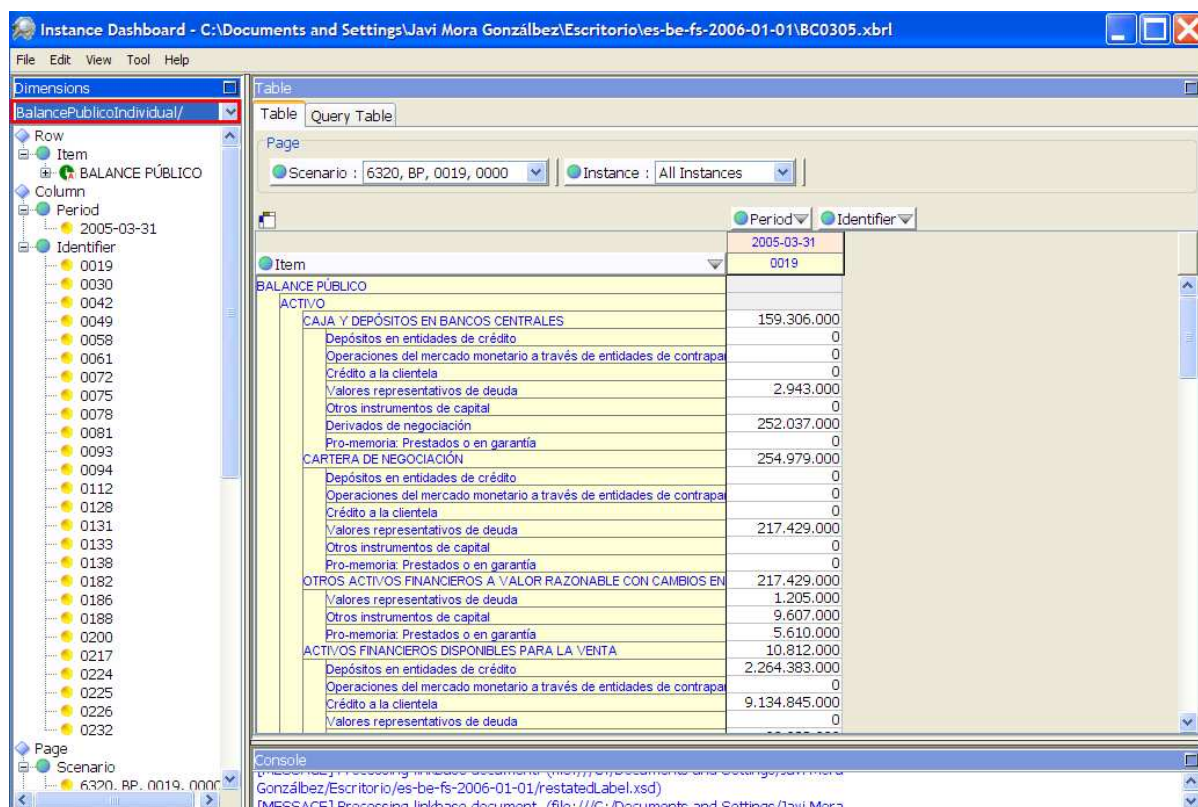 Instance Dashboard - C:\Documents and Settings\Javi Mora Gonzálbez\Escritorio\es-be-fs-2006-01-01\BC0305.xbrl
File Edit View Tool Help
Dimensions
BalancePublicoIndividual/
Row
Item
BALANCE PÚBLICO
Column
Period
2005-03-31
Identifier
0019
0030
0042
0049
0058
0061
0072
0075
0078
0081
0093
0094
0112
0128
0131
0133
0138
0182
0186
0188
0200
0217
0224
0225
0226
0232
Page
Scenario
6320, BP, 0019, 0000
Table
Table Query Table
Page
Scenario : 6320, BP, 0019, 0000 Instance : All Instances
Period Identifier
2005-03-31
Item 0019
BALANCE PÚBLICO
ACTIVO
CAJA Y DEPÓSITOS EN BANCOS CENTRALES 159.306.000
Depósitos en entidades de crédito 0
Operaciones del mercado monetario a través de entidades de contrapar 0
Crédito a la clientela 0
Valores representativos de deuda 2.943.000
Otros instrumentos de capital 0
Derivados de negociación 252.037.000
Pro-memoria: Prestados o en garantía 0
CARTERA DE NEGOCIACIÓN 254.979.000
Depósitos en entidades de crédito 0
Operaciones del mercado monetario a través de entidades de contrapar 0
Crédito a la clientela 0
Valores representativos de deuda 217.429.000
Otros instrumentos de capital 0
Pro-memoria: Prestados o en garantía 0
OTROS ACTIVOS FINANCIEROS A VALOR RAZONABLE CON CAMBIOS EN 217.429.000
Valores representativos de deuda 1.205.000
Otros instrumentos de capital 9.607.000
Pro-memoria: Prestados o en garantía 5.610.000
ACTIVOS FINANCIEROS DISPONIBLES PARA LA VENTA 10.812.000
Depósitos en entidades de crédito 2.264.383.000
Operaciones del mercado monetario a través de entidades de contrapar 0
Crédito a la clientela 9.134.845.000
Valores representativos de deuda 0
Console
[MESSAGE] Processing linkbase document. (file:///C:/Documents and Settings/Javi Mora
Gonzálbez/Escritorio/es-be-fs-2006-01-01/restatedLabel.xsd)
[MESSAGE] Processing linkbase document. (file:///C:/Documents and Settings/Javi Mora